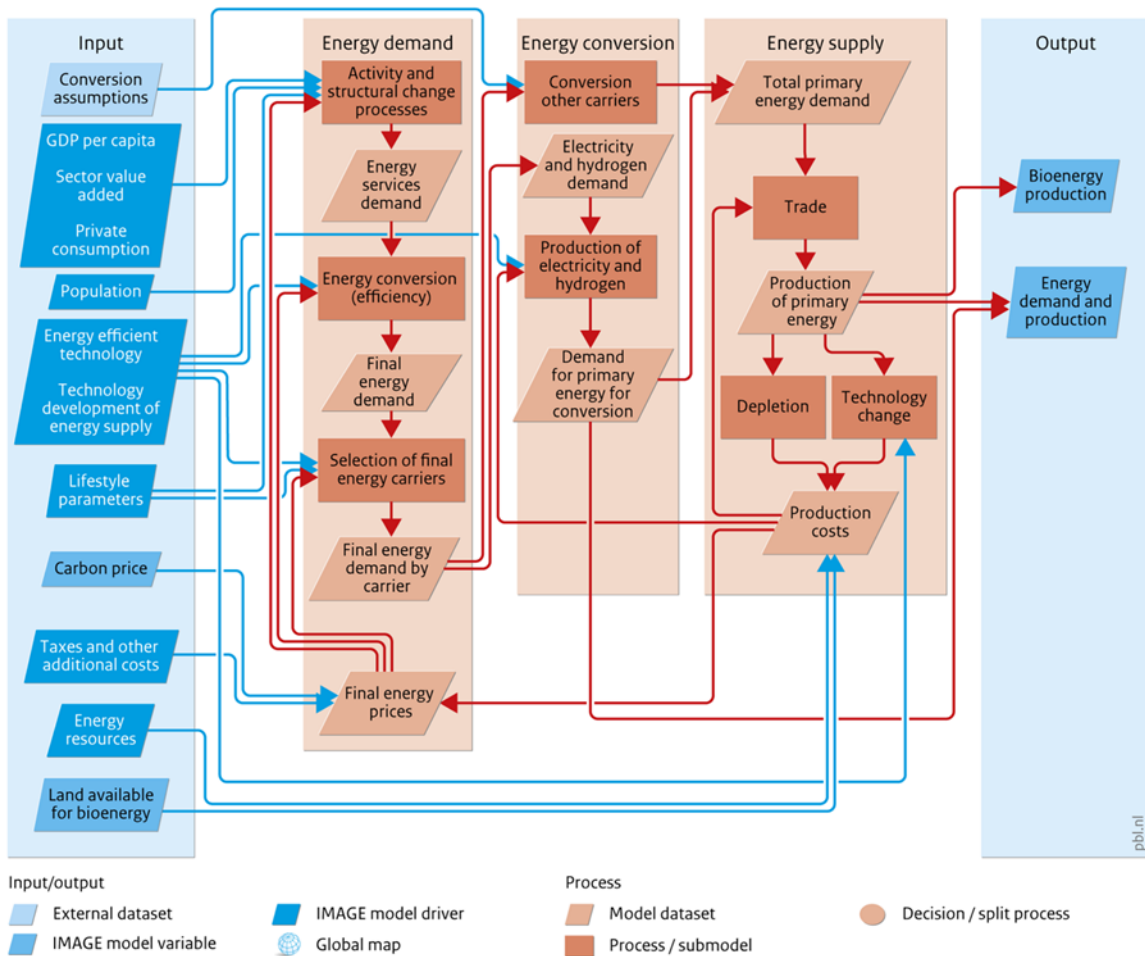 Input
Energy demand
Energy conversion
Energy supply
Output
Conversion
assumptions
GDP per capita
Sector value
added
Private
consumption
Population
Energy efficient
technology
Technology
development of
energy supply
Lifestyle
parameters
Carbon price
Taxes and other
additional costs
Energy
resources
Land available
for bioenergy
Activity and
structural change
processes
Energy
services
demand
Energy conversion
(efficiency)
Final
energy
demand
Selection of final
energy carriers
Final energy
demand by
carrier
Final energy
prices
Conversion
other carriers
Electricity
and hydrogen
demand
Production of
electricity and
hydrogen
Demand
for primary
energy for
conversion
Total primary
energy demand
Trade
Production
of primary
energy
Depletion
Technology
change
Production
costs
Bioenergy
production
Energy
demand and
production
pbl.nl
Input/output
External dataset
IMAGE model variable
IMAGE model driver
Global map
Process
Model dataset
Process / submodel
Decision / split process